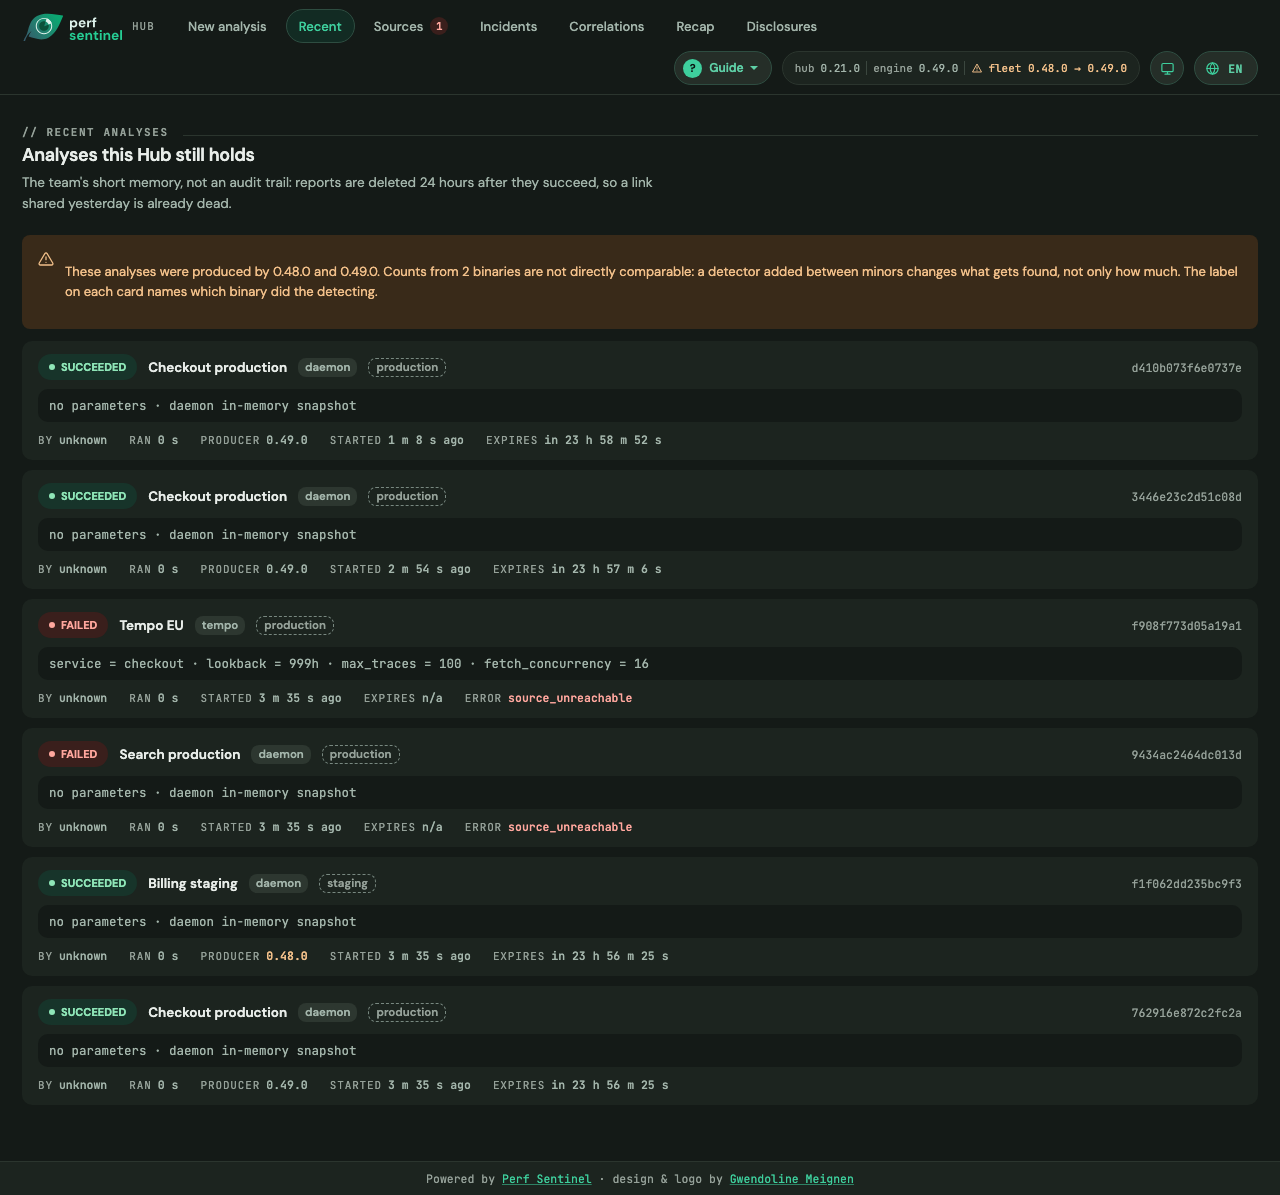 perf sentinel HUB New analysis Recent Sources 1 Incidents Correlations Recap Disclosures
? Guide hub 0.21.0 engine 0.49.0 fleet 0.48.0 → 0.49.0 EN
// RECENT ANALYSES
Analyses this Hub still holds
The team's short memory, not an audit trail: reports are deleted 24 hours after they succeed, so a link
shared yesterday is already dead.
These analyses were produced by 0.48.0 and 0.49.0. Counts from 2 binaries are not directly comparable: a detector added between minors changes what gets found, not only how much. The label
on each card names which binary did the detecting.
SUCCEEDED Checkout production daemon production d410b073f6e0737e
no parameters · daemon in-memory snapshot
BY unknown RAN 0 s PRODUCER 0.49.0 STARTED 1 m 8 s ago EXPIRES in 23 h 58 m 52 s
SUCCEEDED Checkout production daemon production 3446e23c2d51c08d
no parameters · daemon in-memory snapshot
BY unknown RAN 0 s PRODUCER 0.49.0 STARTED 2 m 54 s ago EXPIRES in 23 h 57 m 6 s
FAILED Tempo EU tempo production f908f773d05a19a1
service = checkout · lookback = 999h · max_traces = 100 · fetch_concurrency = 16
BY unknown RAN 0 s STARTED 3 m 35 s ago EXPIRES n/a ERROR source_unreachable
FAILED Search production daemon production 9434ac2464dc013d
no parameters · daemon in-memory snapshot
BY unknown RAN 0 s STARTED 3 m 35 s ago EXPIRES n/a ERROR source_unreachable
SUCCEEDED Billing staging daemon staging f1f062dd235bc9f3
no parameters · daemon in-memory snapshot
BY unknown RAN 0 s PRODUCER 0.48.0 STARTED 3 m 35 s ago EXPIRES in 23 h 56 m 25 s
SUCCEEDED Checkout production daemon production 762916e872c2fc2a
no parameters · daemon in-memory snapshot
BY unknown RAN 0 s PRODUCER 0.49.0 STARTED 3 m 35 s ago EXPIRES in 23 h 56 m 25 s
Powered by Perf Sentinel · design & logo by Gwendoline Meignen